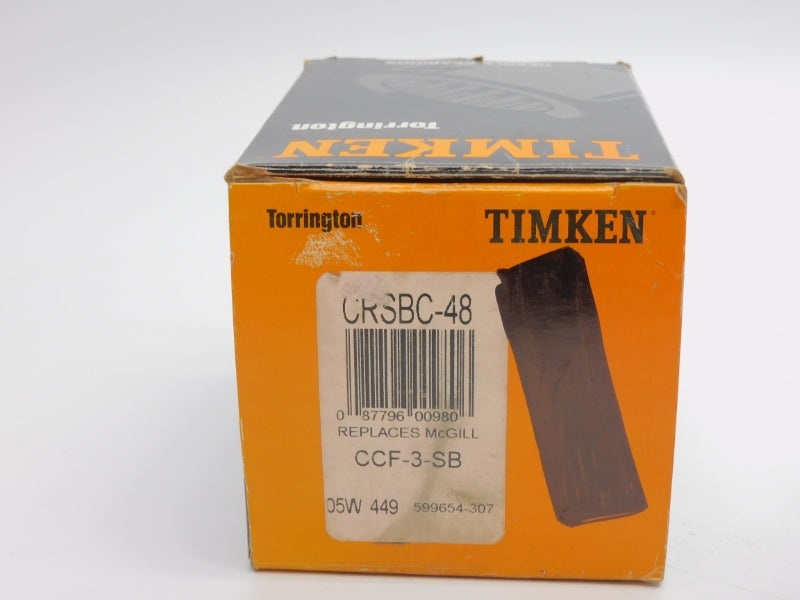 Torrington
TIMKEN
Torrington TIMKEN
CRSBC-48
0 87796 00980
REPLACES McGILL
CCF-3-SB
05W 449 599654-307